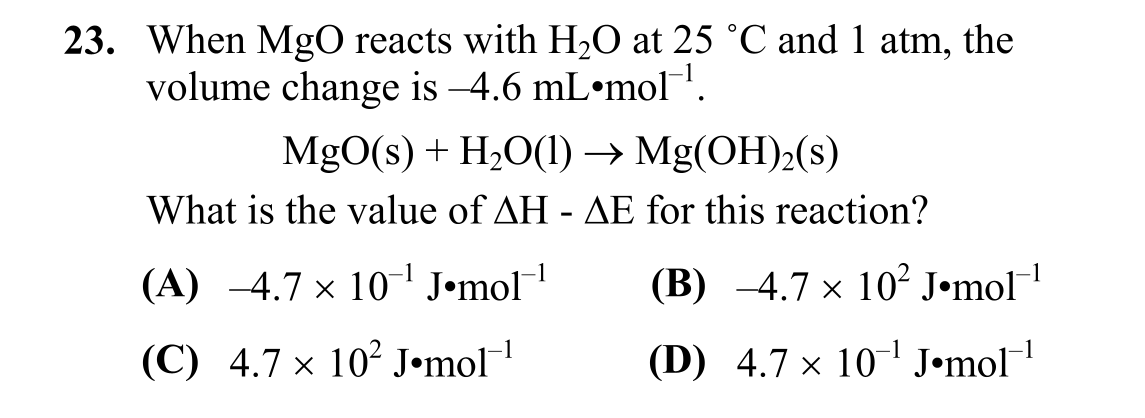 23. When MgO reacts with H₂O at 25 ˚C and 1 atm, the
volume change is –4.6 mL•mol⁻¹.
MgO(s) + H₂O(l) → Mg(OH)₂(s)
What is the value of ΔH - ΔE for this reaction?
(A) –4.7 × 10⁻¹ J•mol⁻¹ (B) –4.7 × 10² J•mol⁻¹
(C) 4.7 × 10² J•mol⁻¹ (D) 4.7 × 10⁻¹ J•mol⁻¹